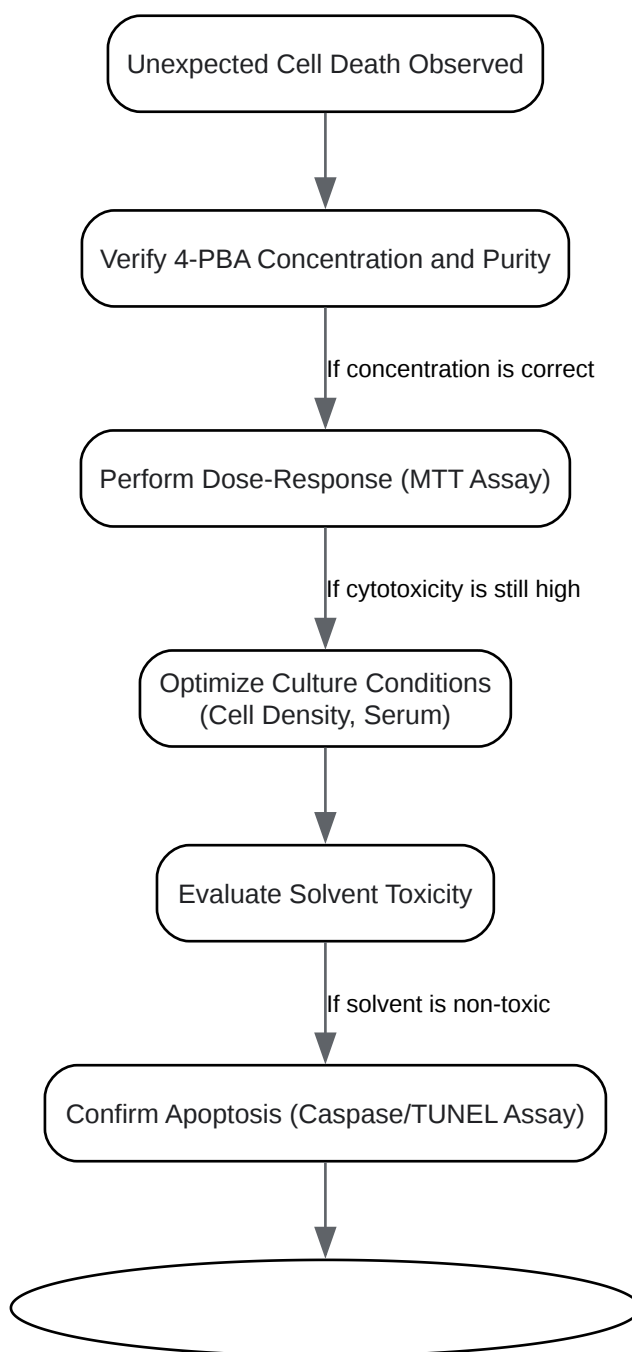 Unexpected Cell Death Observed
Verify 4-PBA Concentration and Purity
If concentration is correct
Perform Dose-Response (MTT Assay)
If cytotoxicity is still high
Optimize Culture Conditions
(Cell Density, Serum)
Evaluate Solvent Toxicity
If solvent is non-toxic
Confirm Apoptosis (Caspase/TUNEL Assay)